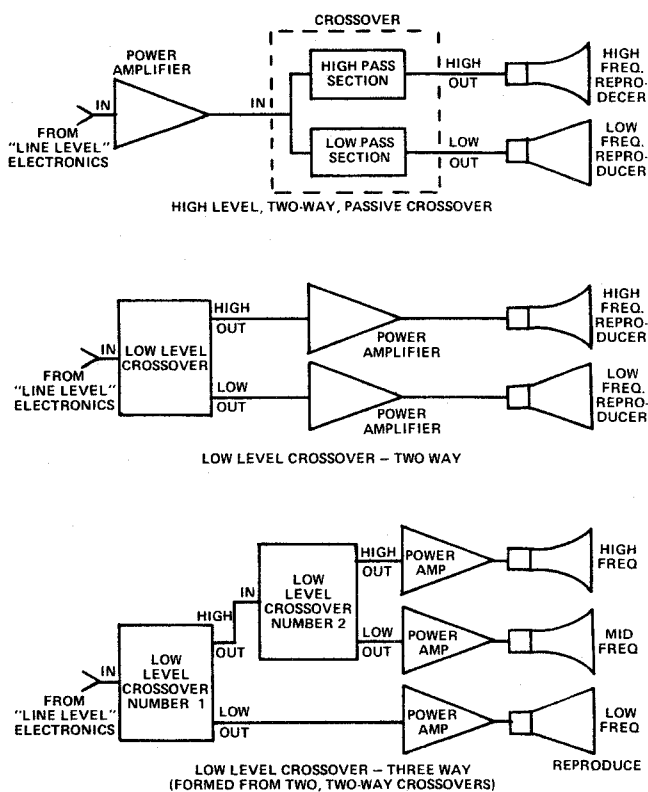 CROSSOVER
POWER
AMPLIFIER
IN
FROM
"LINE LEVEL"
ELECTRONICS
IN
HIGH PASS
SECTION
LOW PASS
SECTION
HIGH
OUT
LOW
OUT
HIGH
FREQ.
REPRO-
DECER
LOW
FREQ.
REPRO-
DUCER
HIGH LEVEL, TWO-WAY, PASSIVE CROSSOVER
IN
FROM
"LINE LEVEL"
ELECTRONICS
LOW LEVEL
CROSSOVER
HIGH
OUT
LOW
OUT
POWER
AMPLIFIER
POWER
AMPLIFIER
HIGH
FREQ.
REPRO-
DUCER
LOW
FREQ.
REPRO-
DUCER
LOW LEVEL CROSSOVER – TWO WAY
IN
FROM
"LINE LEVEL"
ELECTRONICS
LOW
LEVEL
CROSSOVER
NUMBER 1
HIGH
OUT
LOW
OUT
IN
LOW
LEVEL
CROSSOVER
NUMBER 2
HIGH
OUT
LOW
OUT
POWER
AMP
POWER
AMP
POWER
AMP
HIGH
FREQ
MID
FREQ
LOW
FREQ
REPRODUCE
LOW LEVEL CROSSOVER – THREE WAY
(FORMED FROM TWO, TWO-WAY CROSSOVERS)